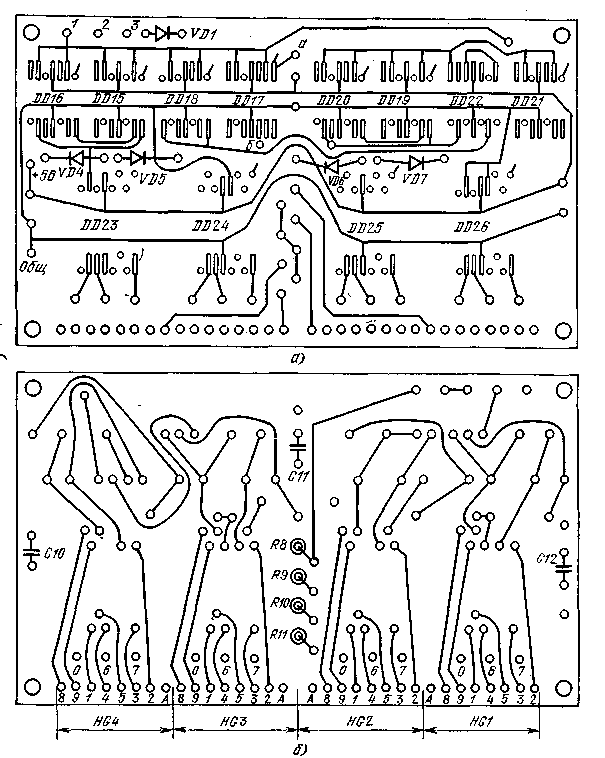 1 2 3 VD1
а
DD16 DD15 DD18 DD17 DD20 DD19 DD22 DD21
б
+5В VD4 VD5 VD6 VD7
DD23 DD24 DD25 DD26
Общ
а)
C11
C10 R8 C12
R9
R10
R11
0 6 7 0 6 7 0 6 7 0 6 7
8 9 1 4 5 3 2 A 8 9 1 4 5 3 2 A A 8 9 1 4 5 3 2 A 8 9 1 4 5 3 2
HG4 HG3 HG2 HG1
б)